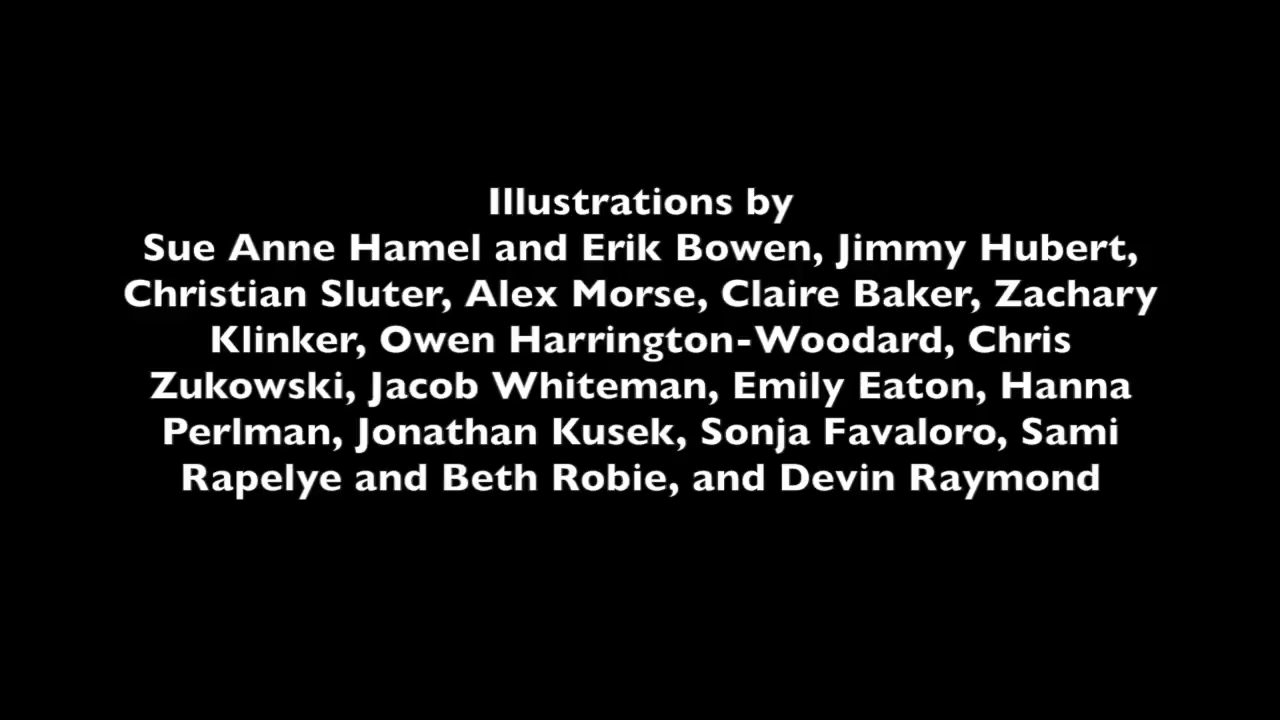 Illustrations by
Sue Anne Hamel and Erik Bowen, Jimmy Hubert,
Christian Sluter, Alex Morse, Claire Baker, Zachary
Klinker, Owen Harrington-Woodard, Chris
Zukowski, Jacob Whiteman, Emily Eaton, Hanna
Perlman, Jonathan Kusek, Sonja Favaloro, Sami
Rapelye and Beth Robie, and Devin Raymond